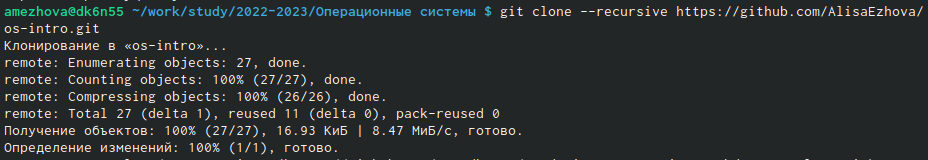 amezhova@dk6n55 ~/work/study/2022-2023/Операционные системы $ git clone --recursive https://github.com/AlisaEzhova/
os-intro.git
Клонирование в «os-intro»...
remote: Enumerating objects: 27, done.
remote: Counting objects: 100% (27/27), done.
remote: Compressing objects: 100% (26/26), done.
remote: Total 27 (delta 1), reused 11 (delta 0), pack-reused 0
Получение объектов: 100% (27/27), 16.93 КиБ | 8.47 МиБ/с, готово.
Определение изменений: 100% (1/1), готово.